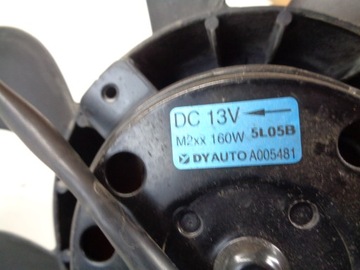 DC 13V
M2xx 160W 5L05B
DYAUTO A005481